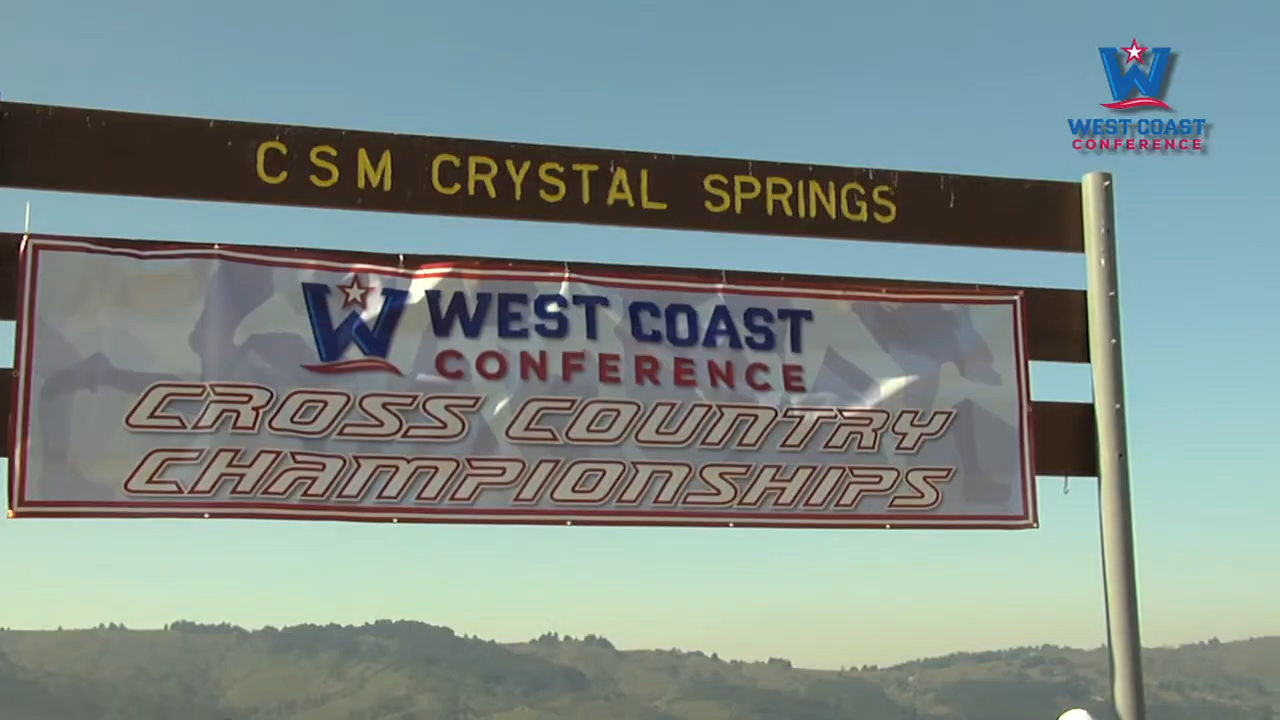 WEST COAST
CONFERENCE
CSM CRYSTAL SPRINGS
WEST COAST
CONFERENCE
CROSS COUNTRY
CHAMPIONSHIPS